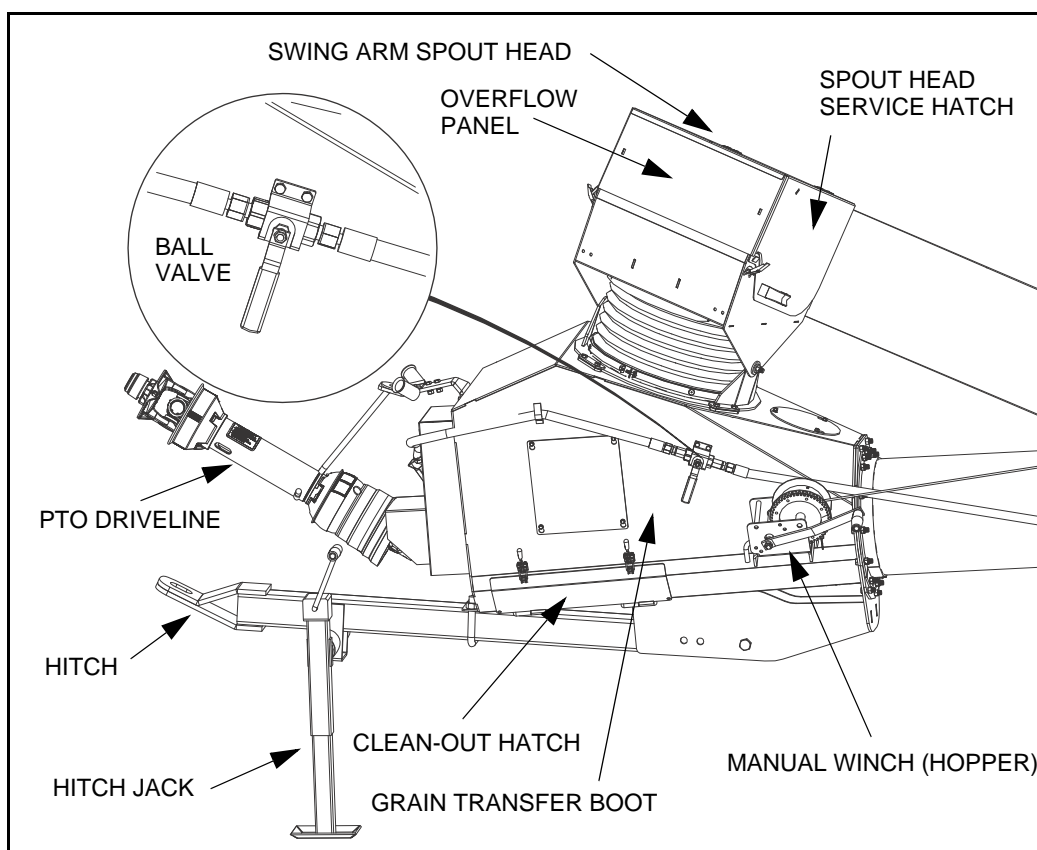 SWING ARM SPOUT HEAD
SPOUT HEAD
SERVICE HATCH
OVERFLOW
PANEL
BALL
VALVE
PTO DRIVELINE
HITCH
CLEAN-OUT HATCH
MANUAL WINCH (HOPPER)
HITCH JACK
GRAIN TRANSFER BOOT